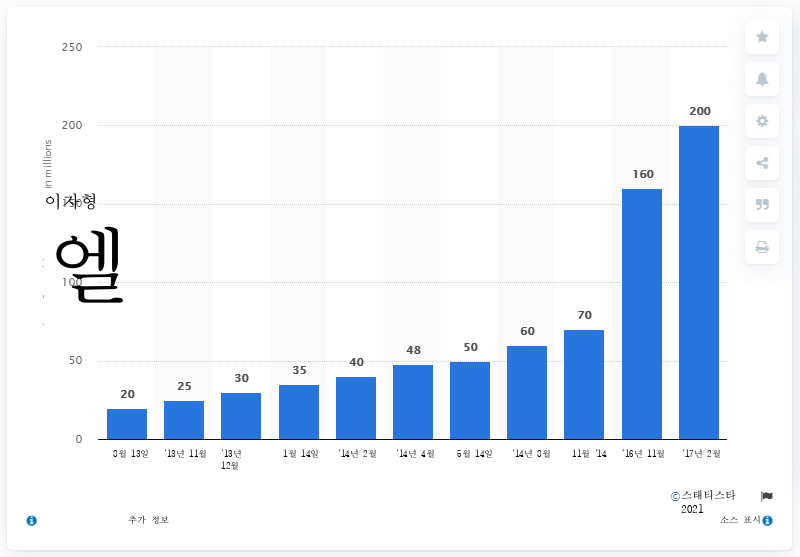 250
200
in millions
이자형
150
엘
100
50
0
20
25
30
35
40
48
50
60
70
160
200
8월 13일
'13년 11월
'13년
12월
1월 14일
'14년 2월
'14년 4월
5월 14일
'14년 8월
11월 '14
'16년 11월
'17년 2월
©스태티스타
2021
추가 정보
소스 표시